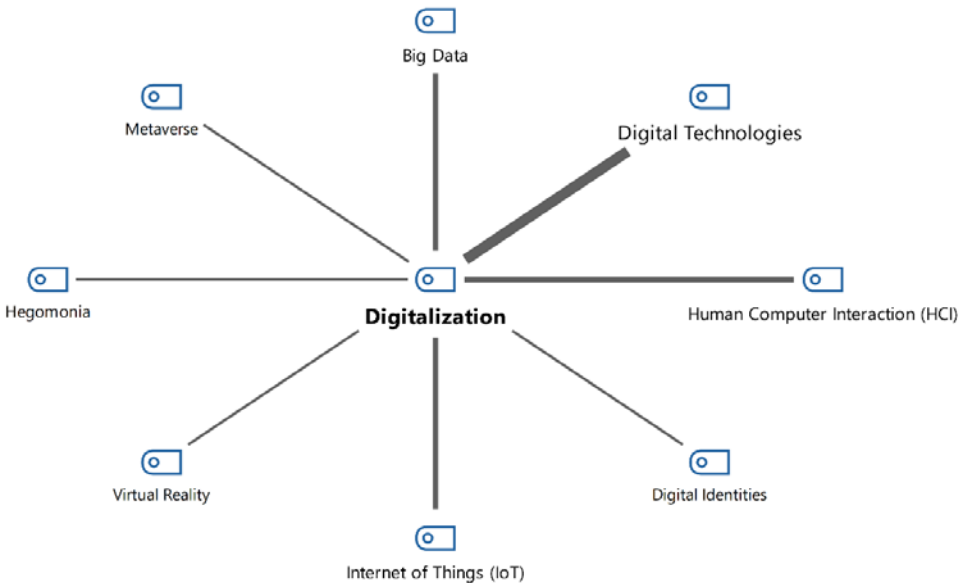 Big Data
Metaverse
Digital Technologies
Hegomonia
Digitalization
Human Computer Interaction (HCI)
Virtual Reality
Digital Identities
Internet of Things (IoT)